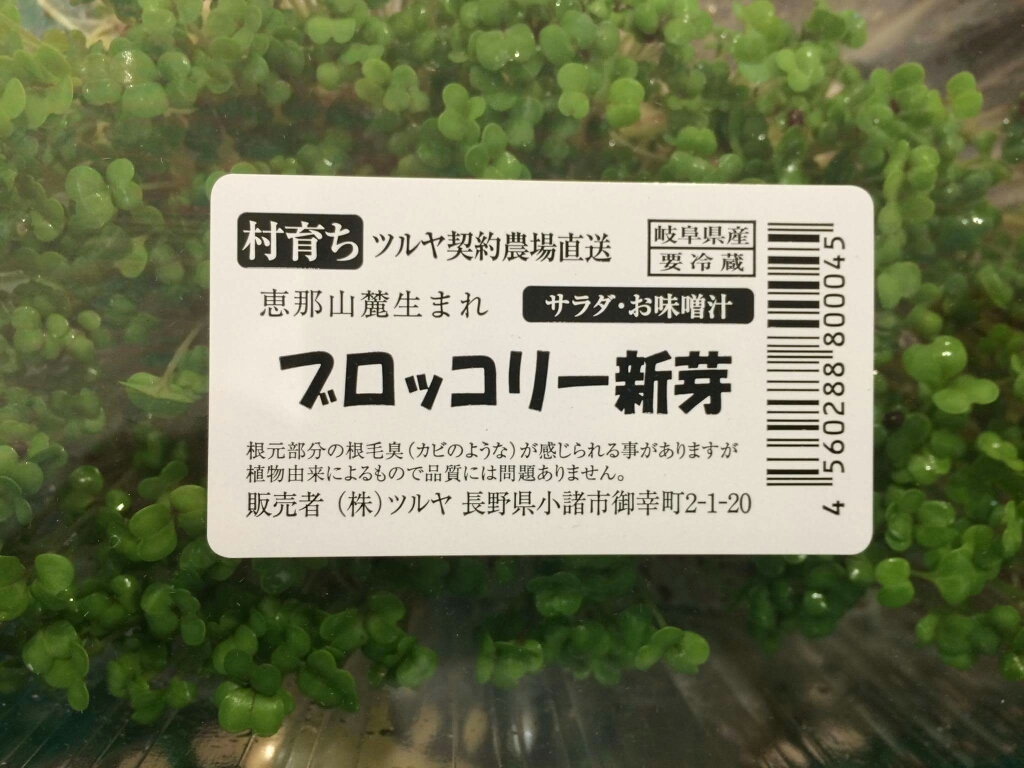 村育ち ツルヤ契約農場直送
岐阜県産
要冷蔵
恵那山麓生まれ
サラダ・お味噌汁
ブロッコリー新芽
根元部分の根毛臭(カビのような)が感じられる事がありますが
植物由来によるもので品質には問題ありません。
販売者(株)ツルヤ 長野県小諸市御幸町2-1-20
4560288800045